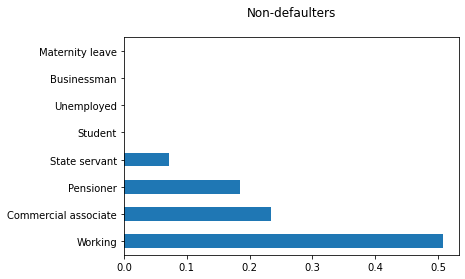 Non-defaulters
Maternity leave
Businessman
Unemployed
Student
State servant
Pensioner
Commercial associate
Working
0.0 0.1 0.2 0.3 0.4 0.5